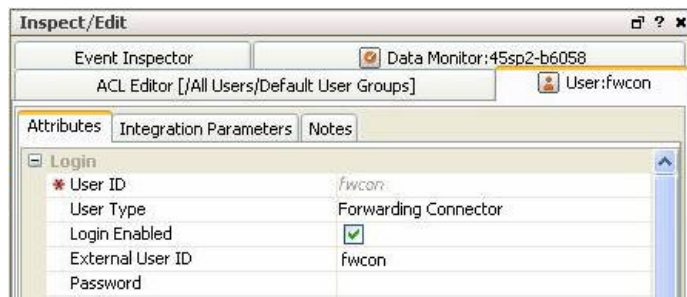 Inspect/Edit
?
Event Inspector
Data Monitor:45sp2-b6058
ACL Editor [/All Users/Default User Groups]
User:fwcon
Attributes
Integration Parameters
Notes
Login
* User ID fwcon
User Type Forwarding Connector
Login Enabled
External User ID fwcon
Password